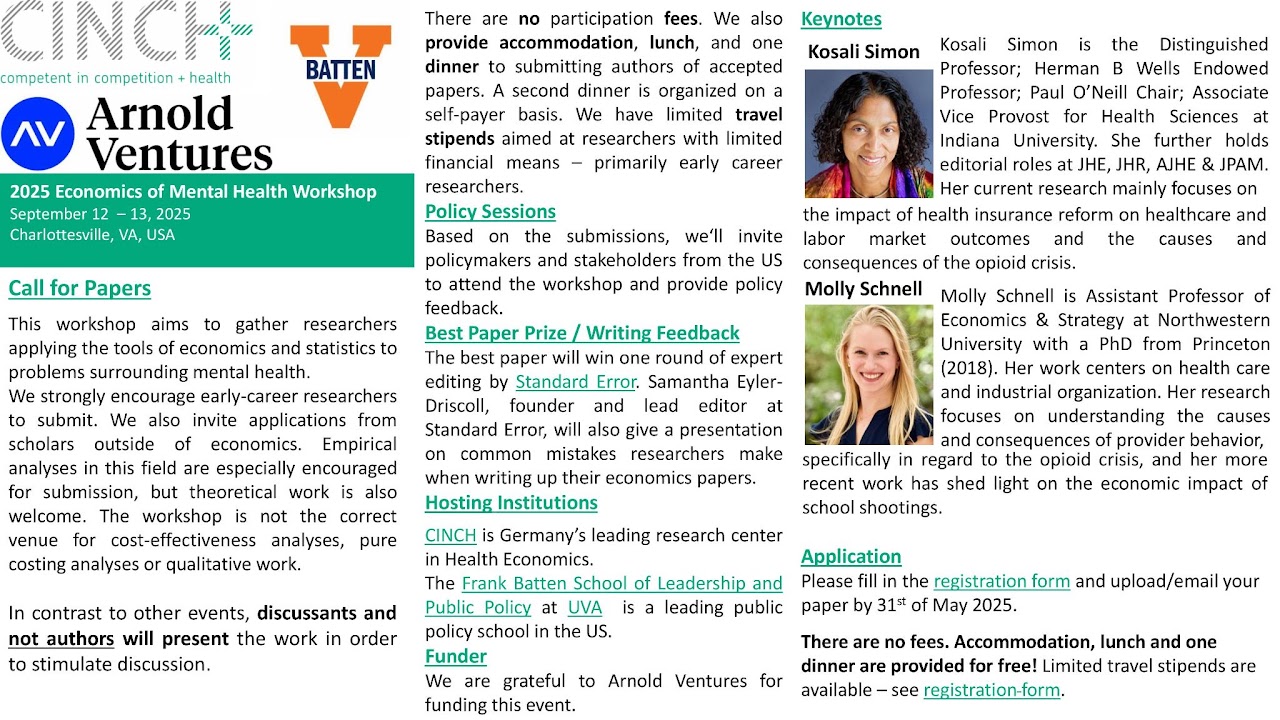 CINCH+
competent in competition + health
BATTEN
Arnold
Ventures
2025 Economics of Mental Health Workshop
September 12 – 13, 2025
Charlottesville, VA, USA
Call for Papers
This workshop aims to gather researchers
applying the tools of economics and statistics to
problems surrounding mental health.
We strongly encourage early-career researchers
to submit. We also invite applications from
scholars outside of economics. Empirical
analyses in this field are especially encouraged
for submission, but theoretical work is also
welcome. The workshop is not the correct
venue for cost-effectiveness analyses, pure
costing analyses or qualitative work.
In contrast to other events, discussants and
not authors will present the work in order
to stimulate discussion.
There are no participation fees. We also
provide accommodation, lunch, and one
dinner to submitting authors of accepted
papers. A second dinner is organized on a
self-payer basis. We have limited travel
stipends aimed at researchers with limited
financial means – primarily early career
researchers.
Policy Sessions
Based on the submissions, we‘ll invite
policymakers and stakeholders from the US
to attend the workshop and provide policy
feedback.
Best Paper Prize / Writing Feedback
The best paper will win one round of expert
editing by Standard Error. Samantha Eyler-
Driscoll, founder and lead editor at
Standard Error, will also give a presentation
on common mistakes researchers make
when writing up their economics papers.
Hosting Institutions
CINCH is Germany’s leading research center
in Health Economics.
The Frank Batten School of Leadership and
Public Policy at UVA is a leading public
policy school in the US.
Funder
We are grateful to Arnold Ventures for
funding this event.
Keynotes
Kosali Simon
Kosali Simon is the Distinguished
Professor; Herman B Wells Endowed
Professor; Paul O’Neill Chair; Associate
Vice Provost for Health Sciences at
Indiana University. She further holds
editorial roles at JHE, JHR, AJHE & JPAM.
Her current research mainly focuses on
the impact of health insurance reform on healthcare and
labor market outcomes and the causes and
consequences of the opioid crisis.
Molly Schnell
Molly Schnell is Assistant Professor of
Economics & Strategy at Northwestern
University with a PhD from Princeton
(2018). Her work centers on health care
and industrial organization. Her research
focuses on understanding the causes
and consequences of provider behavior,
specifically in regard to the opioid crisis, and her more
recent work has shed light on the economic impact of
school shootings.
Application
Please fill in the registration form and upload/email your
paper by 31st of May 2025.
There are no fees. Accommodation, lunch and one
dinner are provided for free! Limited travel stipends are
available – see registration-form.